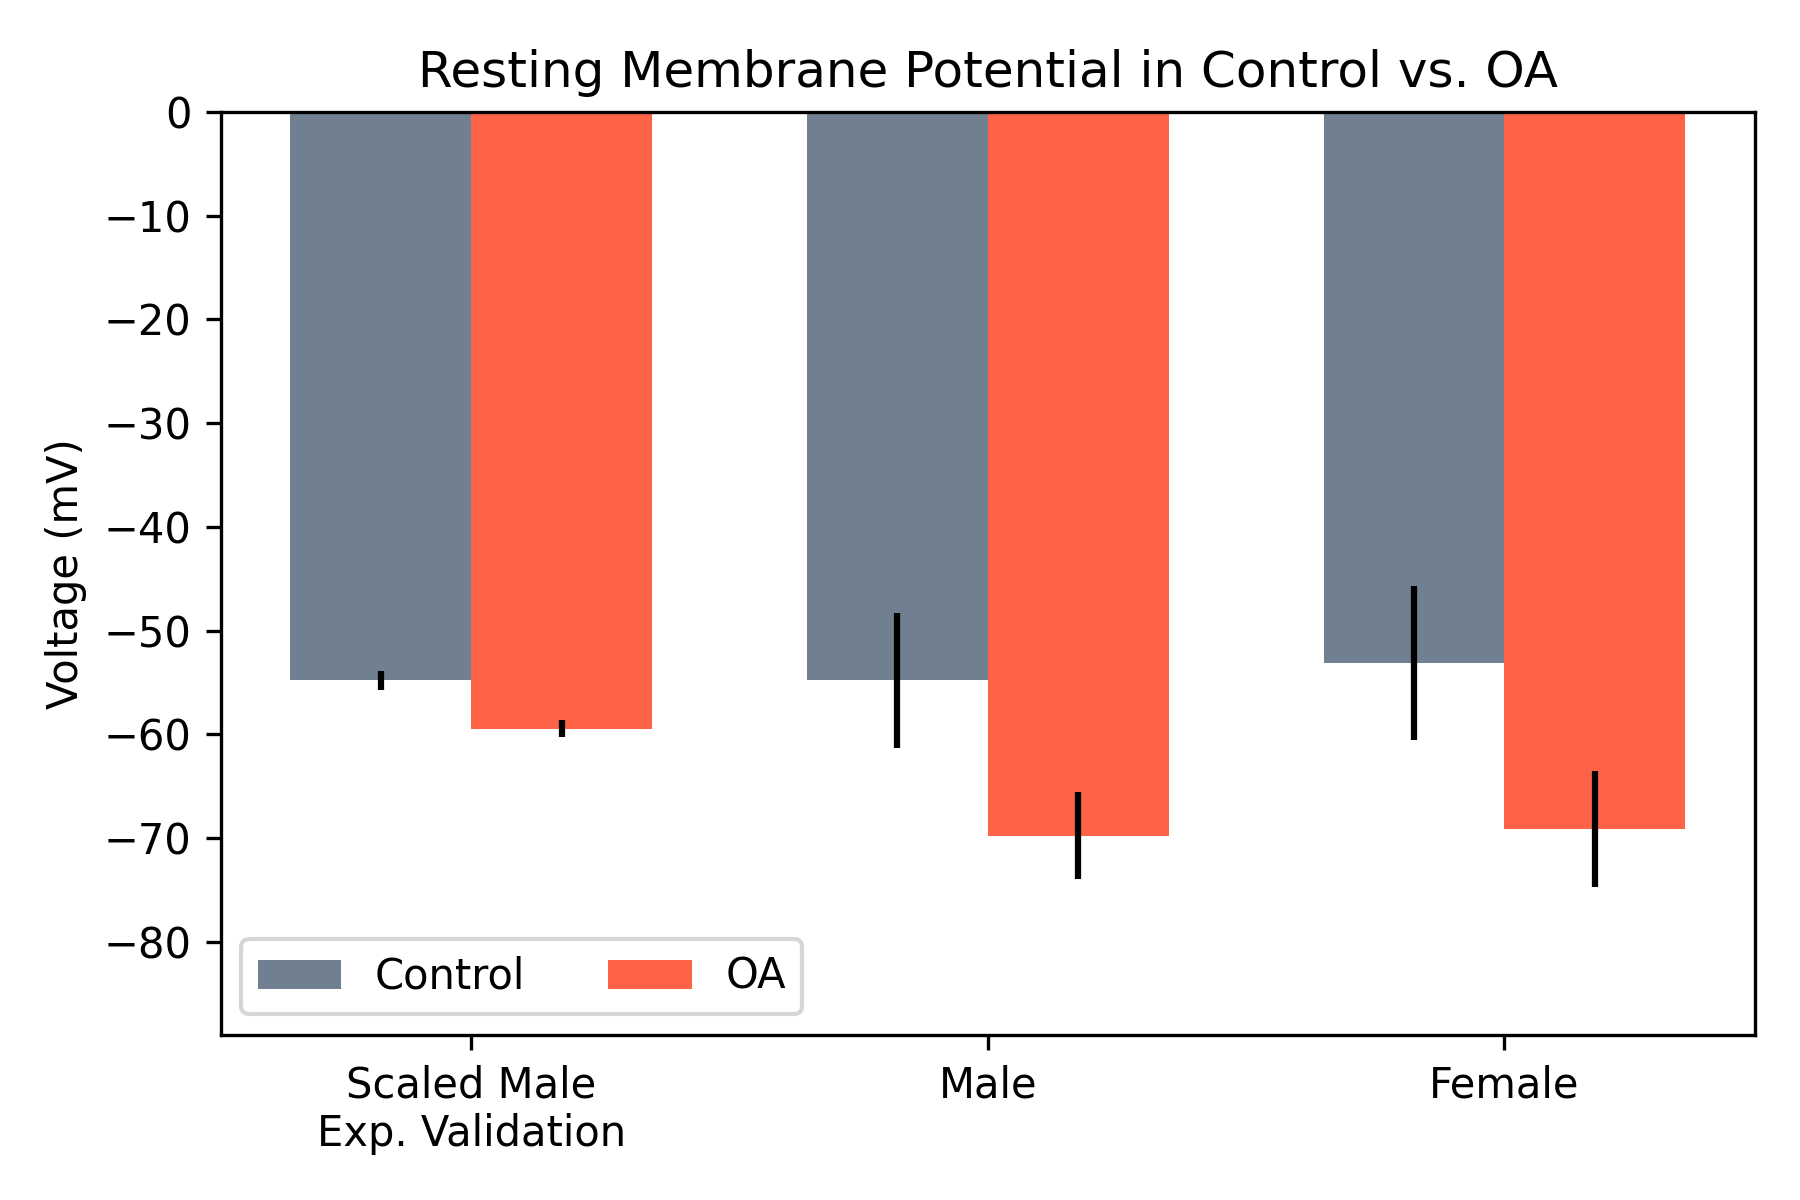 Resting Membrane Potential in Control vs. OA
0
−10
−20
−30
−40
−50
−60
−70
−80
Voltage (mV)
Control
OA
Scaled Male
Exp. Validation
Male
Female